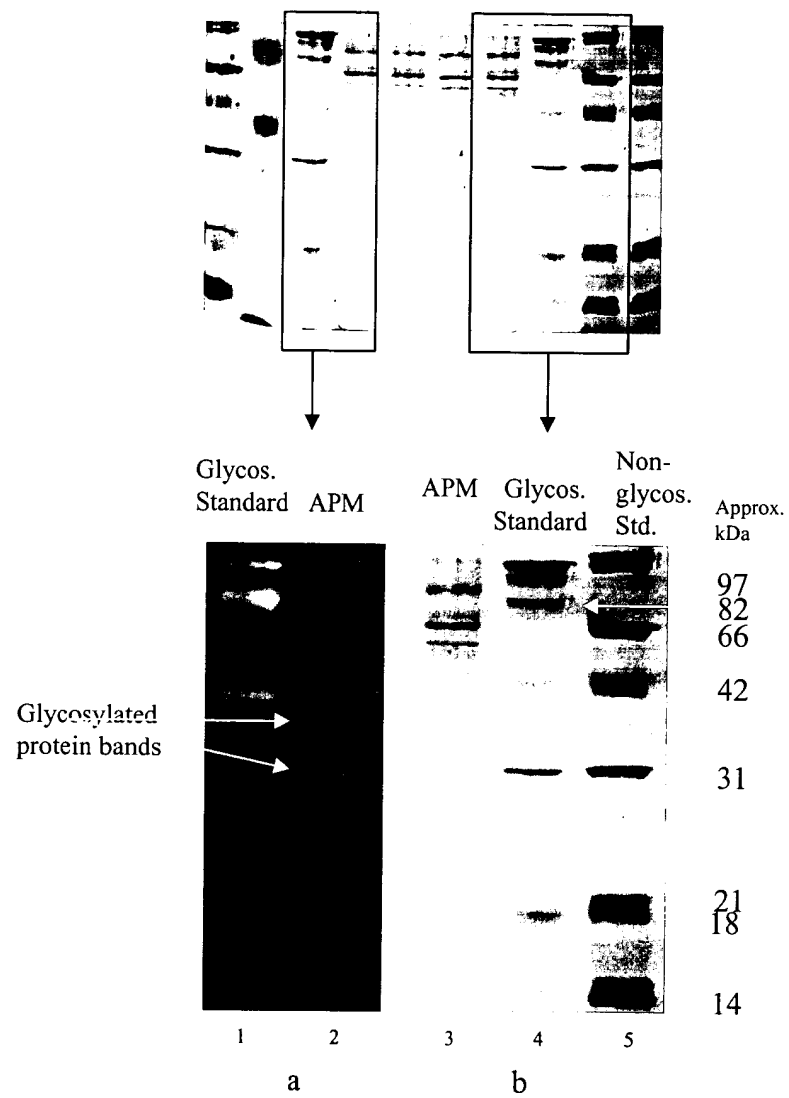 Glycos.
Standard
APM
APM
Glycos.
Standard
Non-
glycos.
Std.
Approx.
kDa
97
82
66
42
31
21
18
14
Glycosylated
protein bands
1
2
3
4
5
a
b